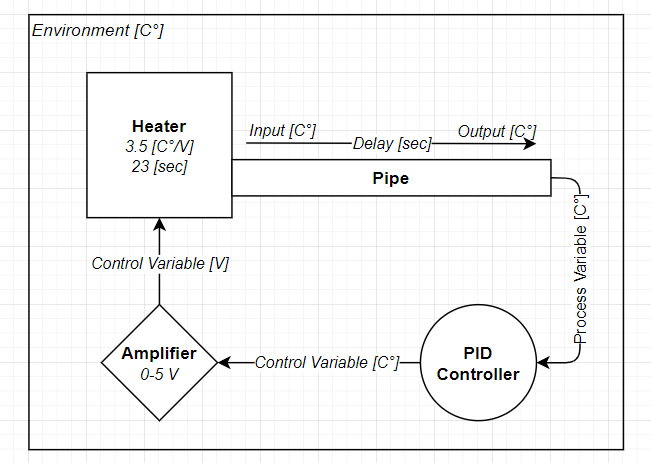 Environment [C°]
Heater
3.5 [C°/V]
23 [sec]
Input [C°]
Delay [sec]
Output [C°]
Pipe
Process Variable [C°]
Control Variable [V]
Amplifier
0-5 V
Control Variable [C°]
PID
Controller